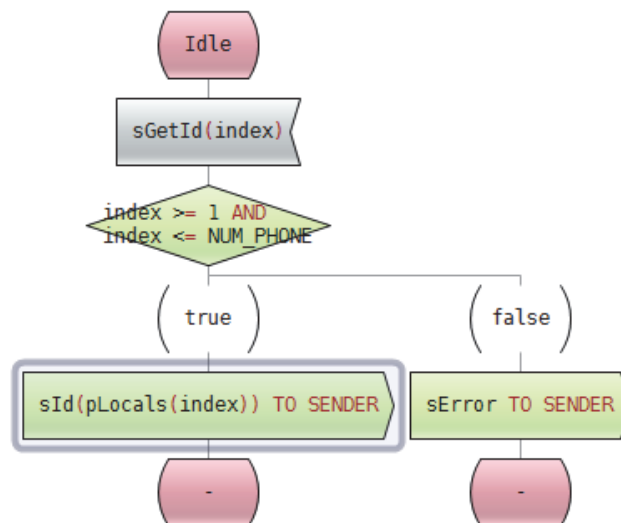 Idle
sGetId(index)
index >= 1 AND
index <= NUM_PHONE
true
false
sId(pLocals(index)) TO SENDER
sError TO SENDER
-
-